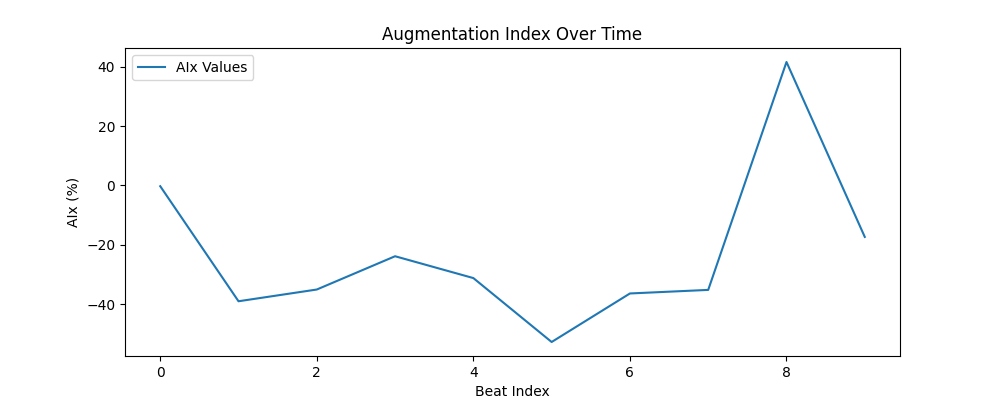 Augmentation Index Over Time
AIx Values
AIx (%)
40
20
0
−20
−40
0 2 4 6 8
Beat Index